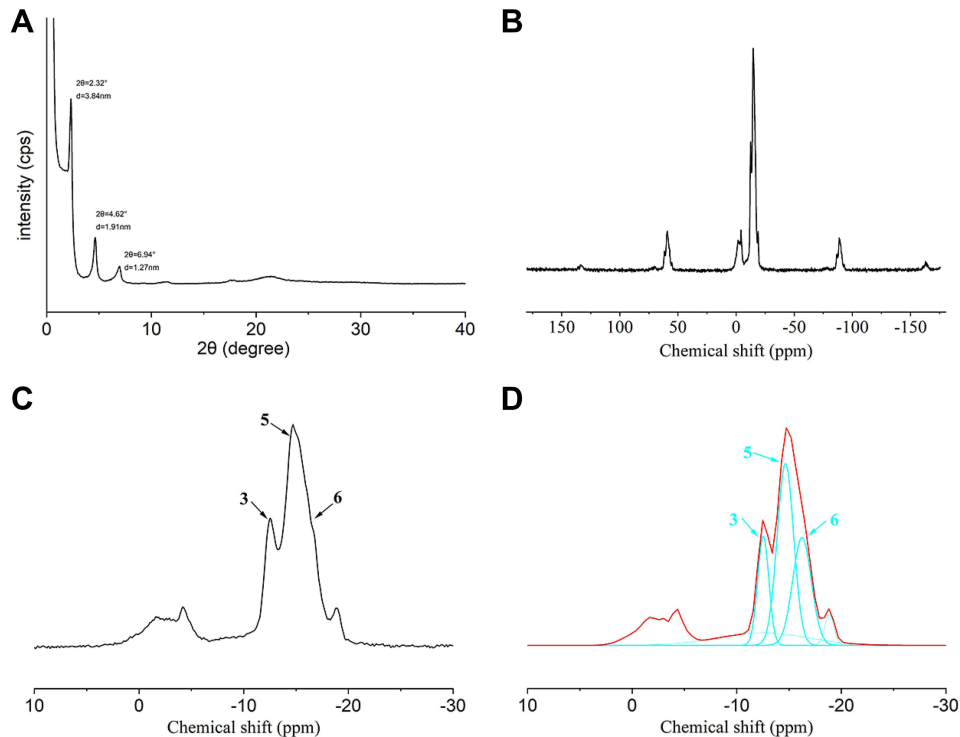 A
2θ=2.32°
d=3.84nm
2θ=4.62°
d=1.91nm
2θ=6.94°
d=1.27nm
intensity (cps)
0 10 20 30 40
2θ (degree)
B
150 100 50 0 -50 -100 -150
Chemical shift (ppm)
C
5
3
6
10 0 -10 -20 -30
Chemical shift (ppm)
D
5
3
6
10 0 -10 -20 -30
Chemical shift (ppm)